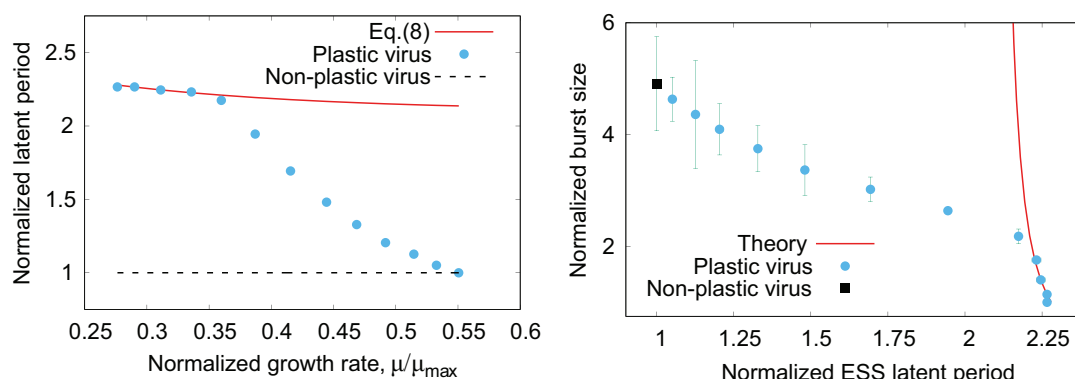 Normalized latent period
2.5
2
1.5
1
Eq.(8)
Plastic virus
Non-plastic virus
0.25 0.31 0.36 0.4 0.45 0.5 0.55 0.6
Normalized growth rate, μ/μmax
Normalized burst size
6
4
2
Theory
Plastic virus
Non-plastic virus
1 1.25 1.5 1.75 2 2.25
Normalized ESS latent period